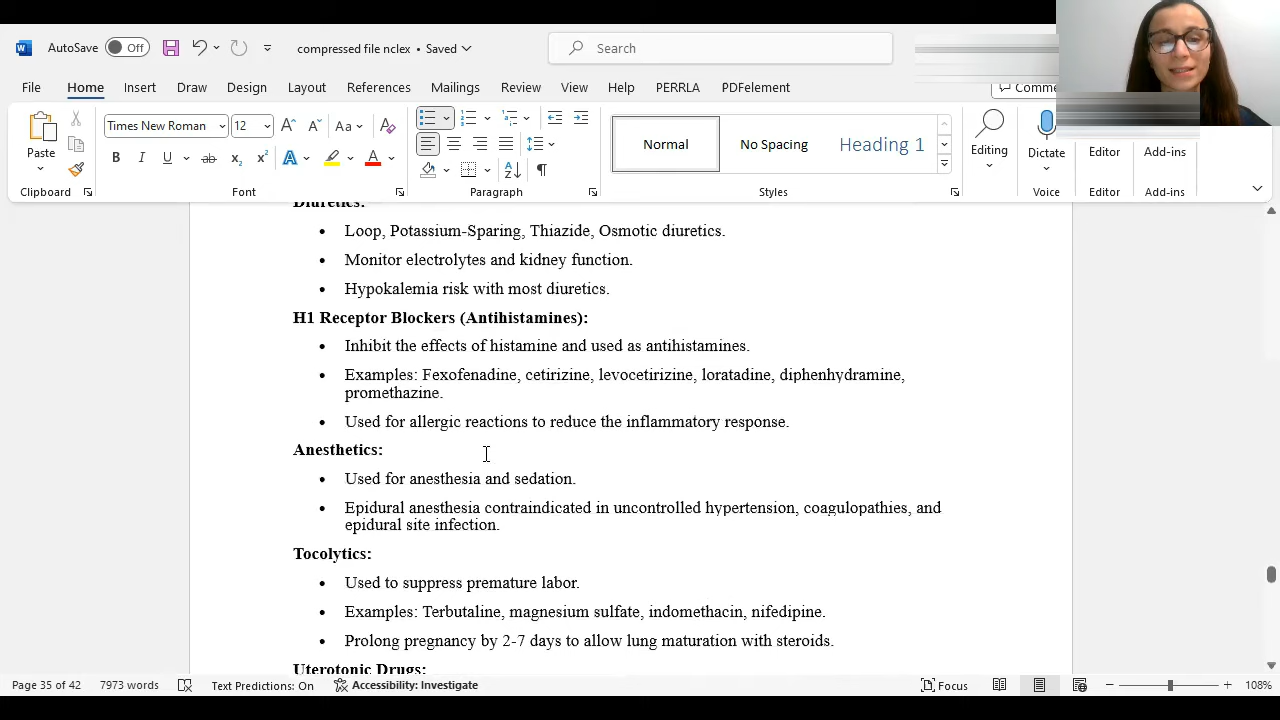 AutoSave Off compressed file nclex • Saved Search
File Home Insert Draw Design Layout References Mailings Review View Help PERRLA PDFelement
Times New Roman 12 Aa Normal No Spacing Heading 1
Paste Editing Dictate Editor Add-ins
Clipboard Font Paragraph Styles Voice Editor Add-ins
Diuretics:
• Loop, Potassium-Sparing, Thiazide, Osmotic diuretics.
• Monitor electrolytes and kidney function.
• Hypokalemia risk with most diuretics.
H1 Receptor Blockers (Antihistamines):
• Inhibit the effects of histamine and used as antihistamines.
• Examples: Fexofenadine, cetirizine, levocetirizine, loratadine, diphenhydramine,
promethazine.
• Used for allergic reactions to reduce the inflammatory response.
Anesthetics:
• Used for anesthesia and sedation.
• Epidural anesthesia contraindicated in uncontrolled hypertension, coagulopathies, and
epidural site infection.
Tocolytics:
• Used to suppress premature labor.
• Examples: Terbutaline, magnesium sulfate, indomethacin, nifedipine.
• Prolong pregnancy by 2-7 days to allow lung maturation with steroids.
Uterotonic Drugs:
Page 35 of 42 7973 words Text Predictions: On Accessibility: Investigate Focus 108%